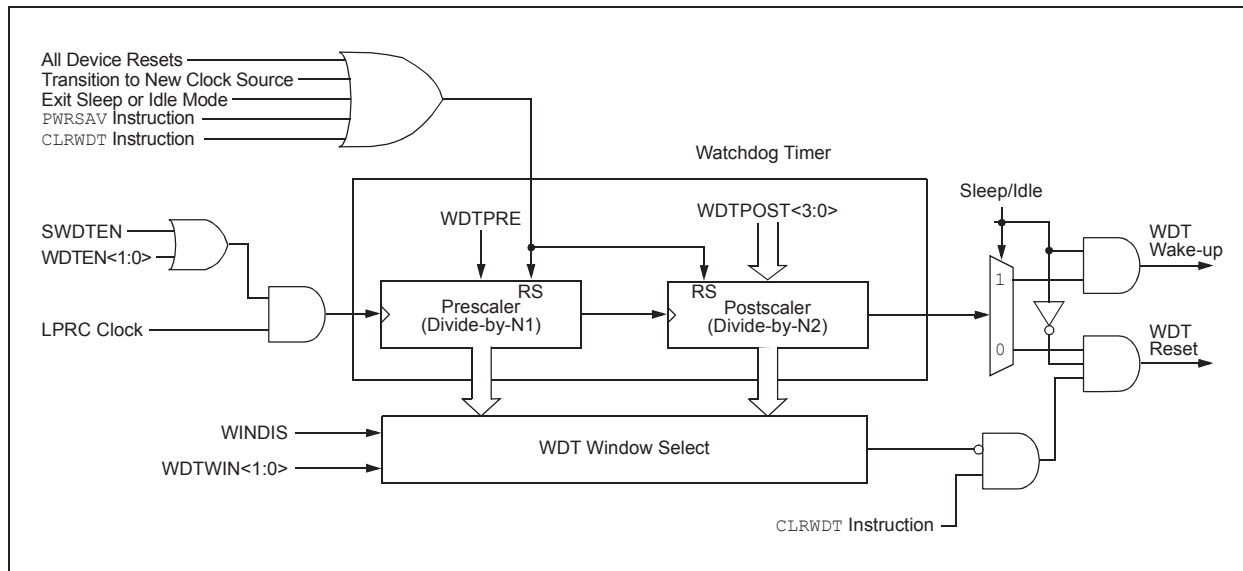 All Device Resets
Transition to New Clock Source
Exit Sleep or Idle Mode
PWRSAV Instruction
CLRWDT Instruction
Watchdog Timer
Sleep/Idle
WDTPRE
WDTPOST<3:0>
SWDTEN
WDTEN<1:0>
WDT
Wake-up
RS
RS
1
Prescaler
(Divide-by-N1)
Postscaler
(Divide-by-N2)
LPRC Clock
WDT
Reset
0
WINDIS
WDT Window Select
WDTWIN<1:0>
CLRWDT Instruction